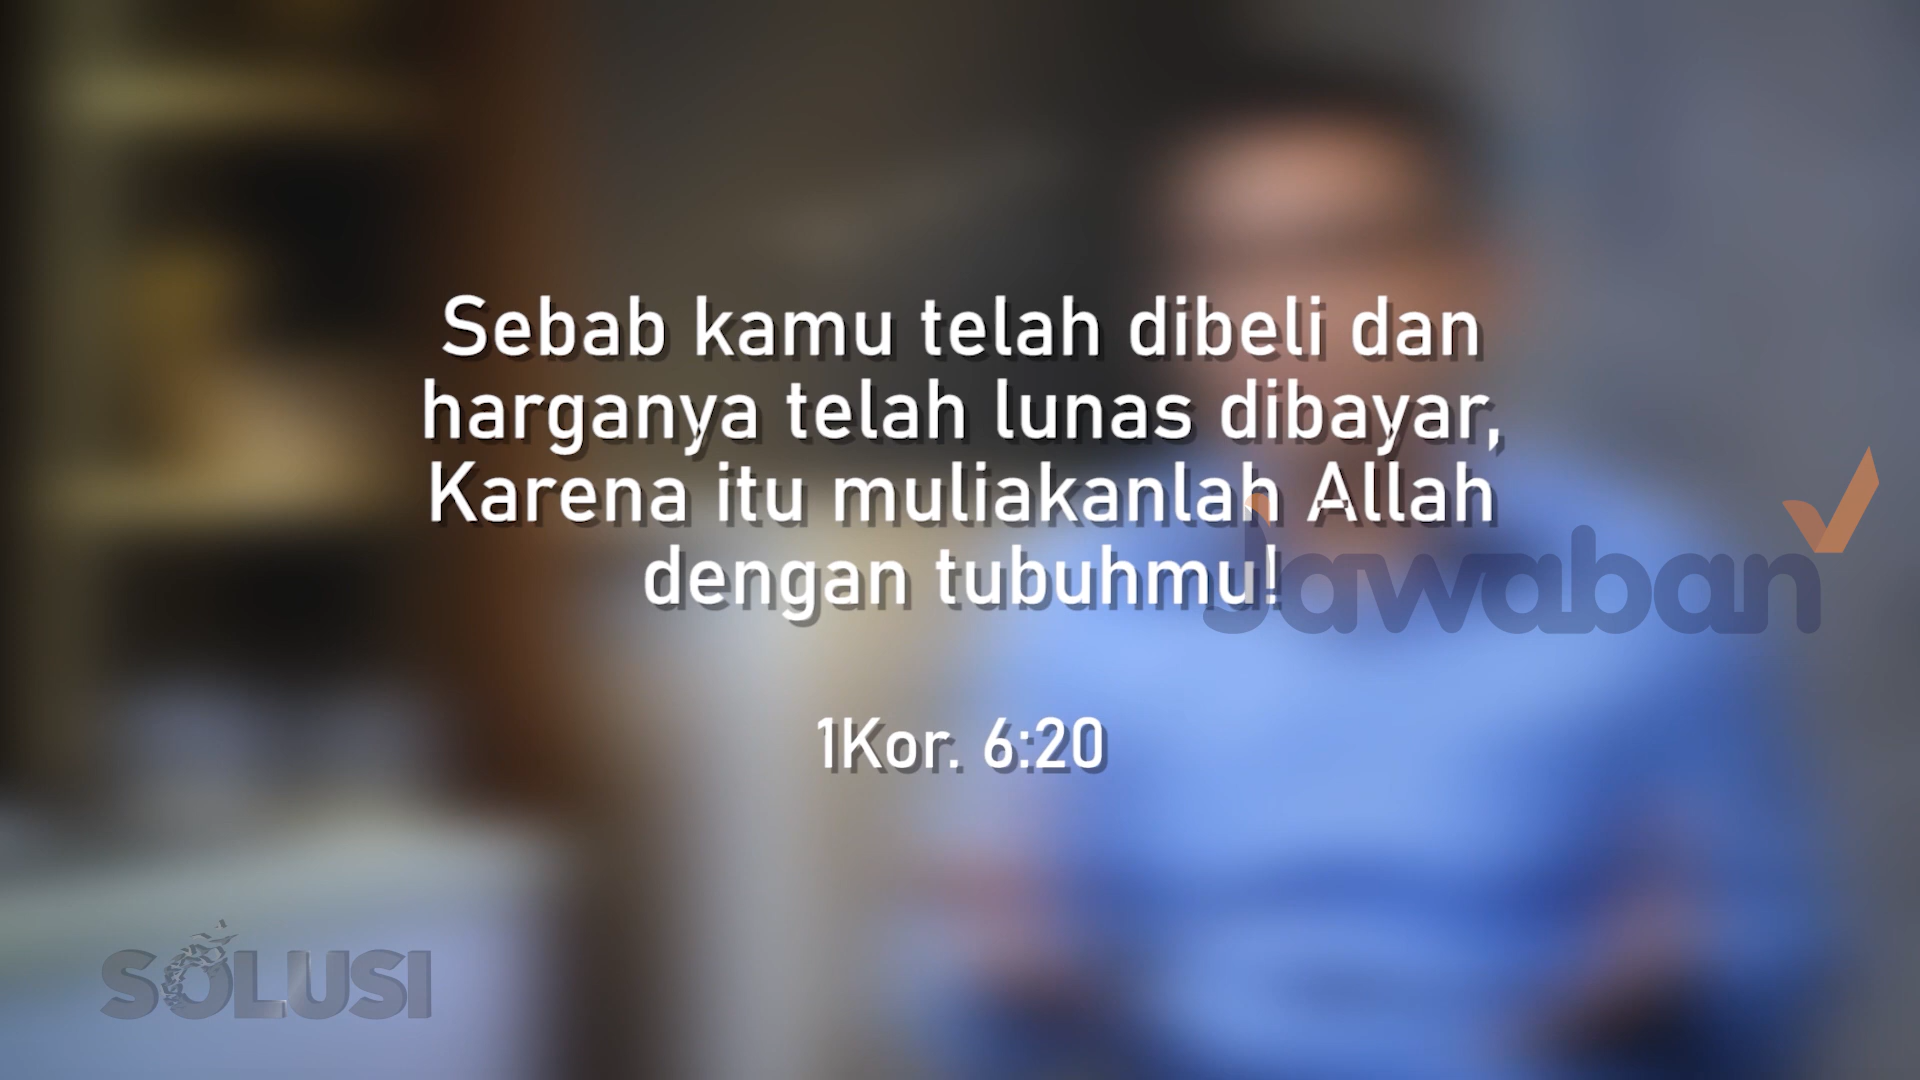 Sebab kamu telah dibeli dan
harganya telah lunas dibayar,
Karena itu muliakanlah Allah
dengan tubuhmu!
Jawaban
1Kor. 6:20
SOLUSI